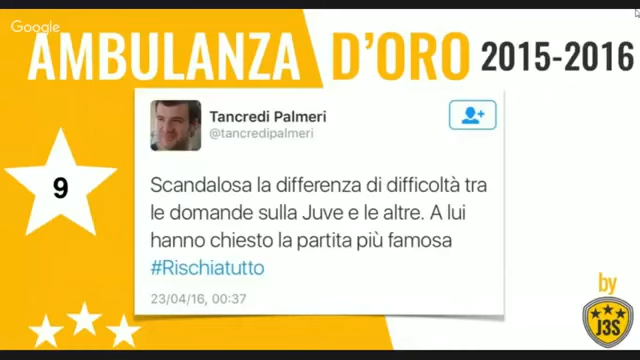 Google
AMBULANZA D'ORO 2015-2016
Tancredi Palmeri
@tancredipalmeri
9
Scandalosa la differenza di difficoltà tra
le domande sulla Juve e le altre. A lui
hanno chiesto la partita più famosa
#Rischiatutto
23/04/16, 00:37
by
J3S